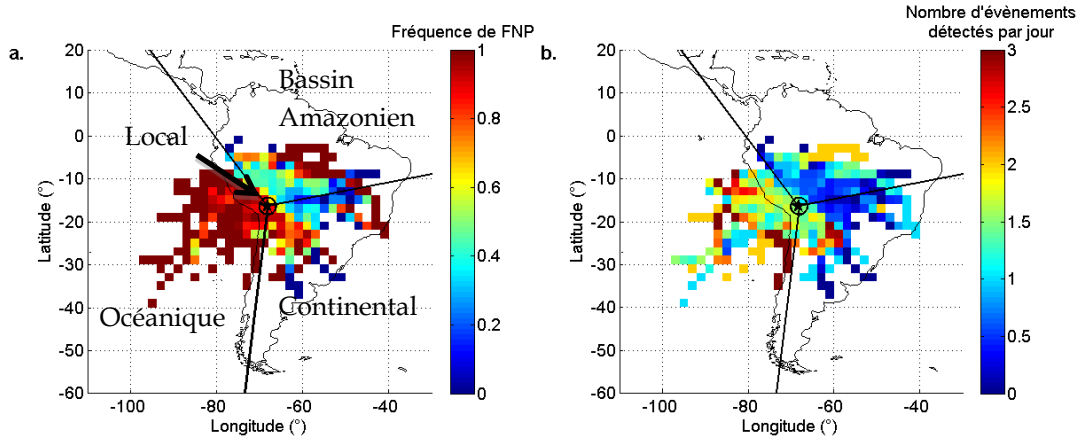 a.
Fréquence de FNP
20
10
0
-10
-20
-30
-40
-50
-60
Latitude (°)
-100
-80
-60
-40
Longitude (°)
Bassin
Amazonien
Local
Océanique
Continental
1
0.8
0.6
0.4
0.2
0
b.
Nombre d'évènements
détectés par jour
20
10
0
-10
-20
-30
-40
-50
-60
Latitude (°)
-100
-80
-60
-40
Longitude (°)
3
2.5
2
1.5
1
0.5
0